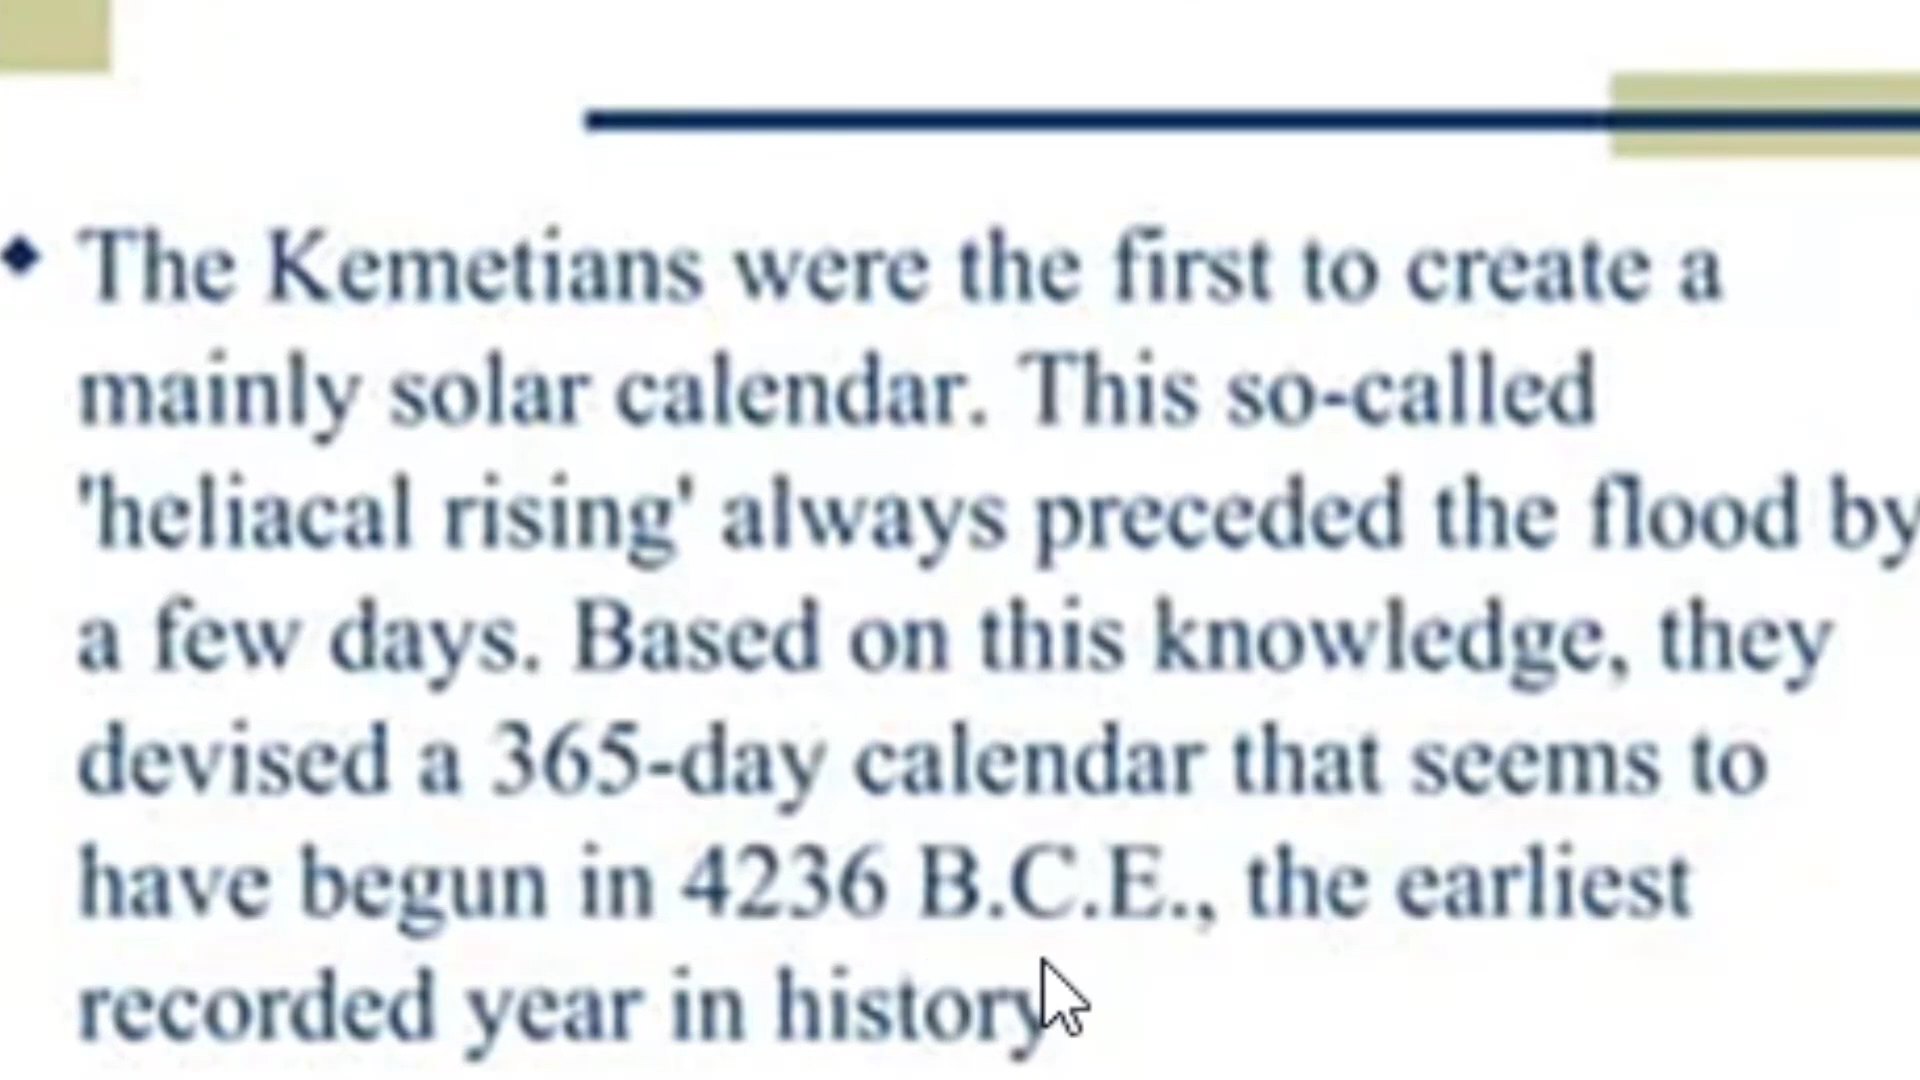 The Kemetians were the first to create a
mainly solar calendar. This so-called
'heliacal rising' always preceded the flood by
a few days. Based on this knowledge, they
devised a 365-day calendar that seems to
have begun in 4236 B.C.E., the earliest
recorded year in history